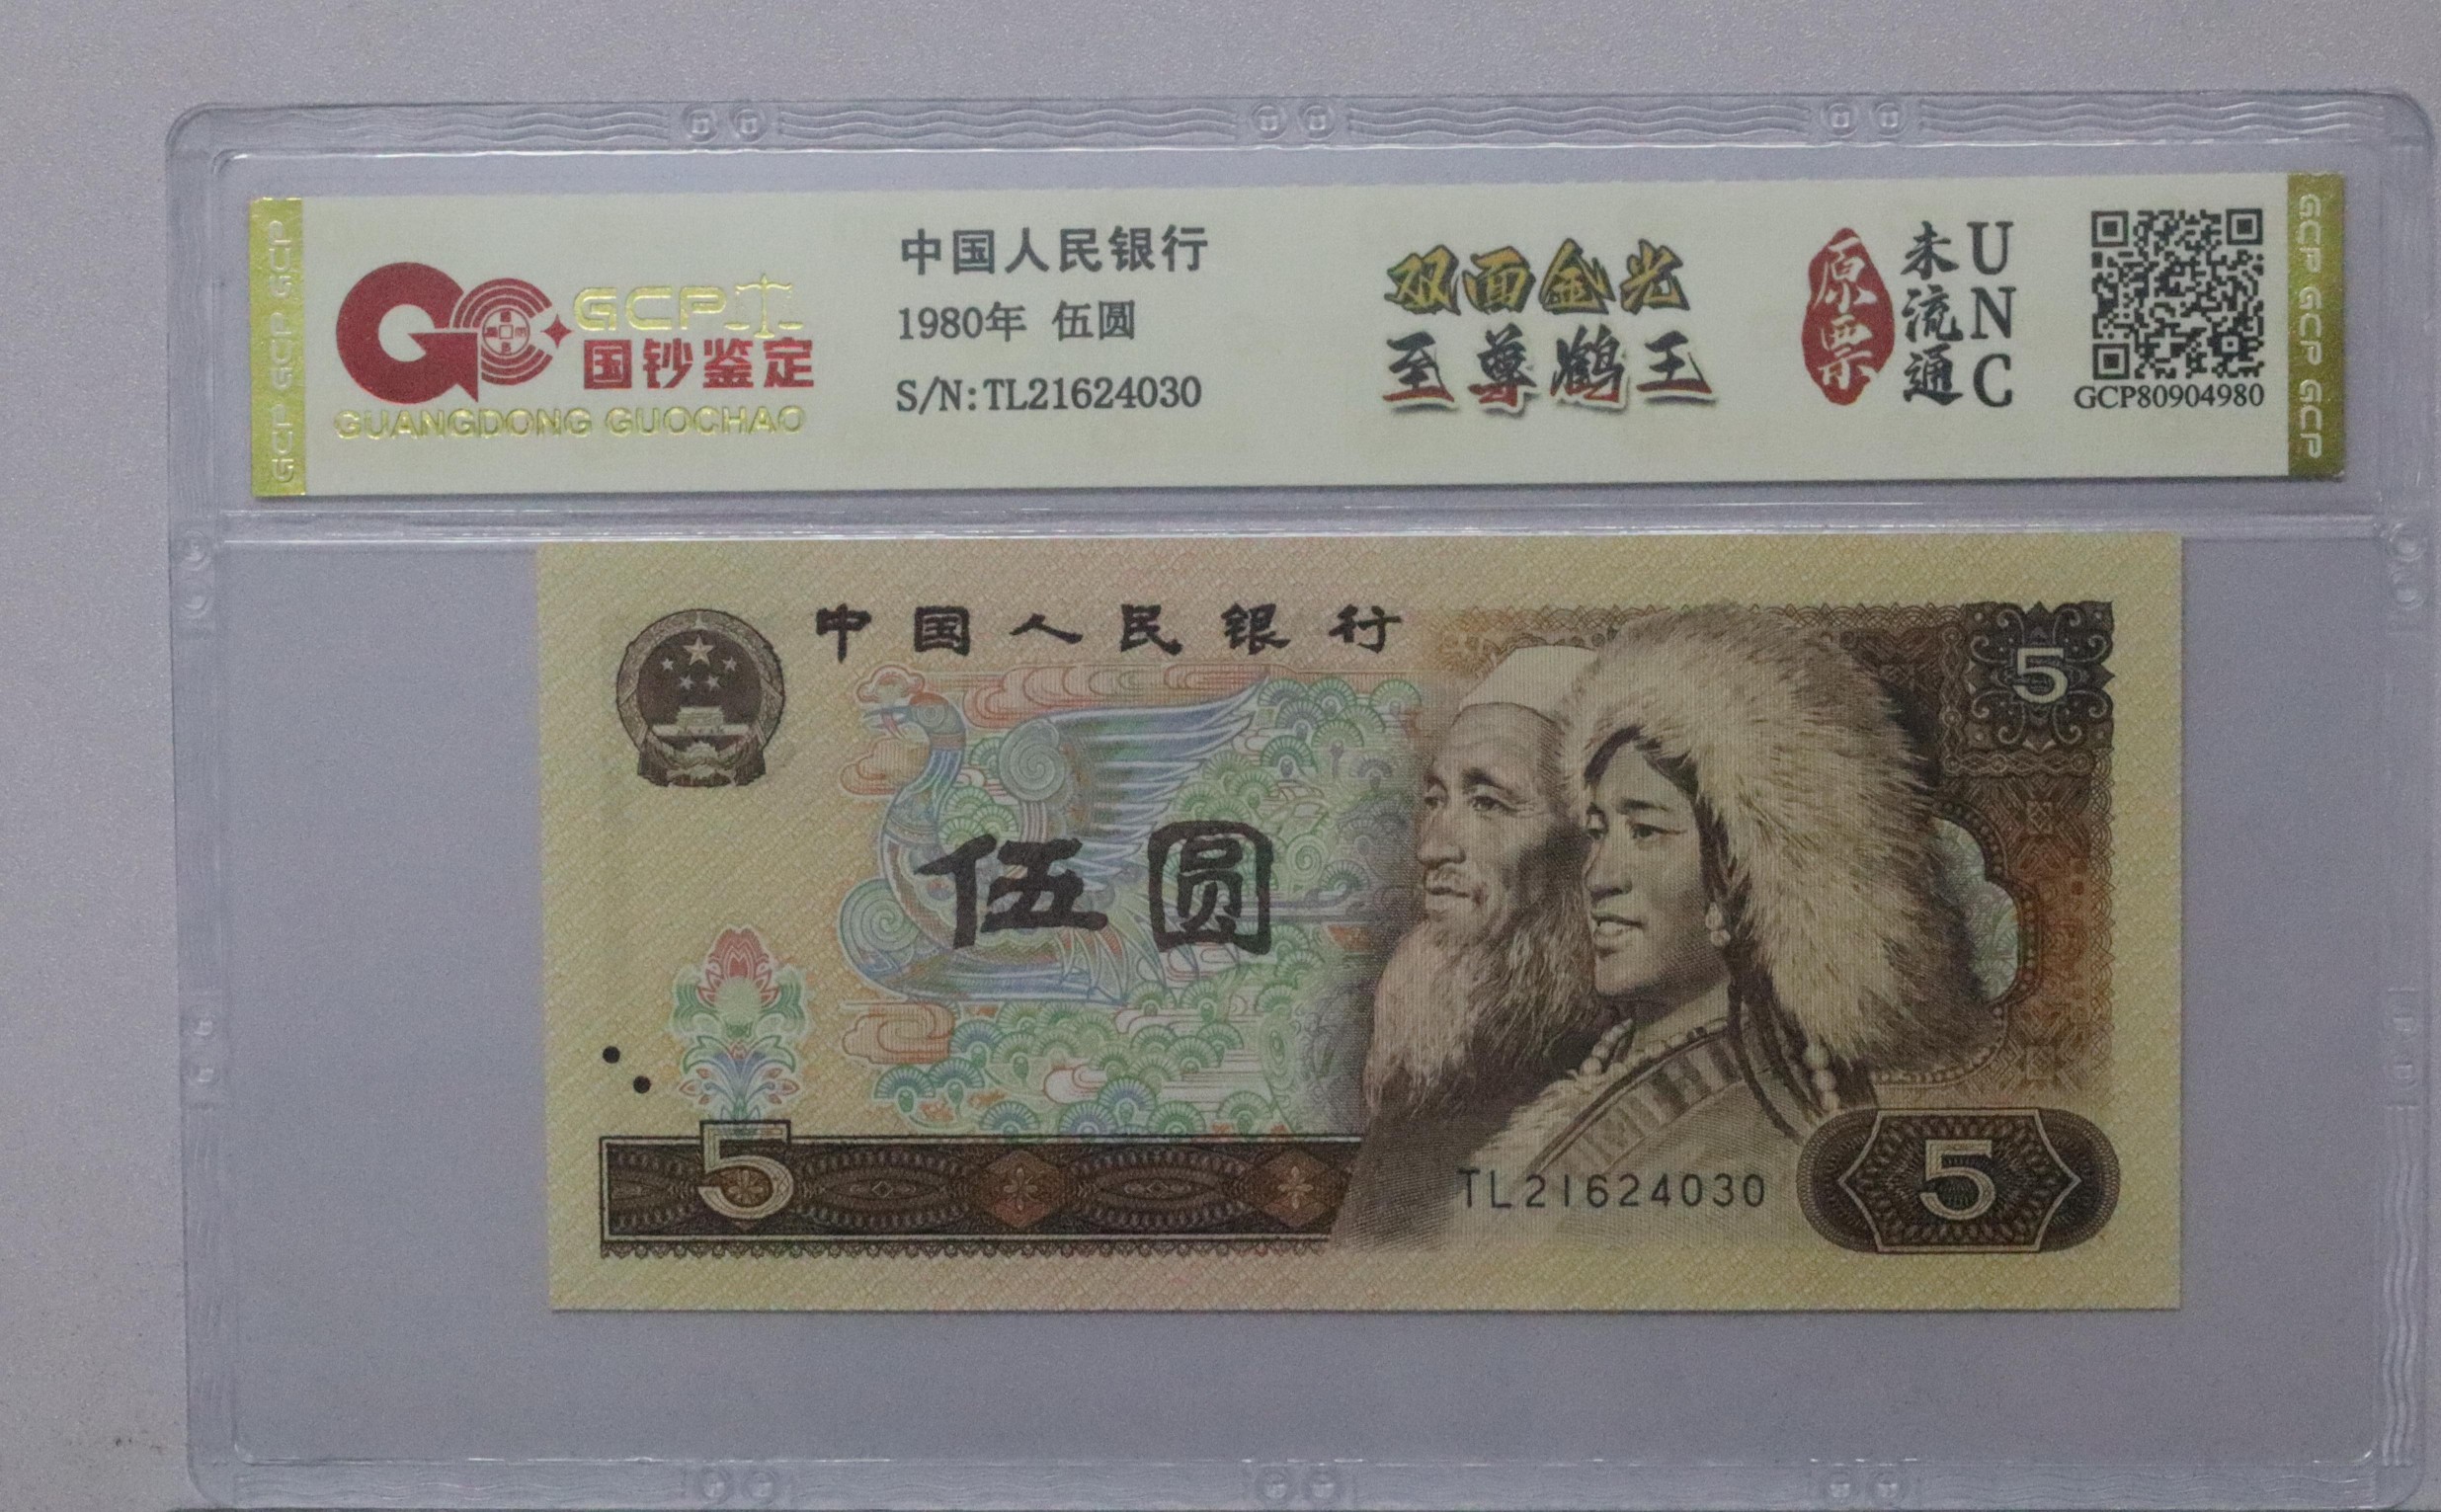 GCP GCP GCP
GCP
国钞鉴定
GUANGDONG GUOCHAO
中国人民银行
1980年 伍圆
S/N:TL21624030
双面金光
至尊鹤王
原票
未流通
UNC
GCP80904980
GCP GCP GCP
中国人民银行
5
伍圆
5
TL21624030
5